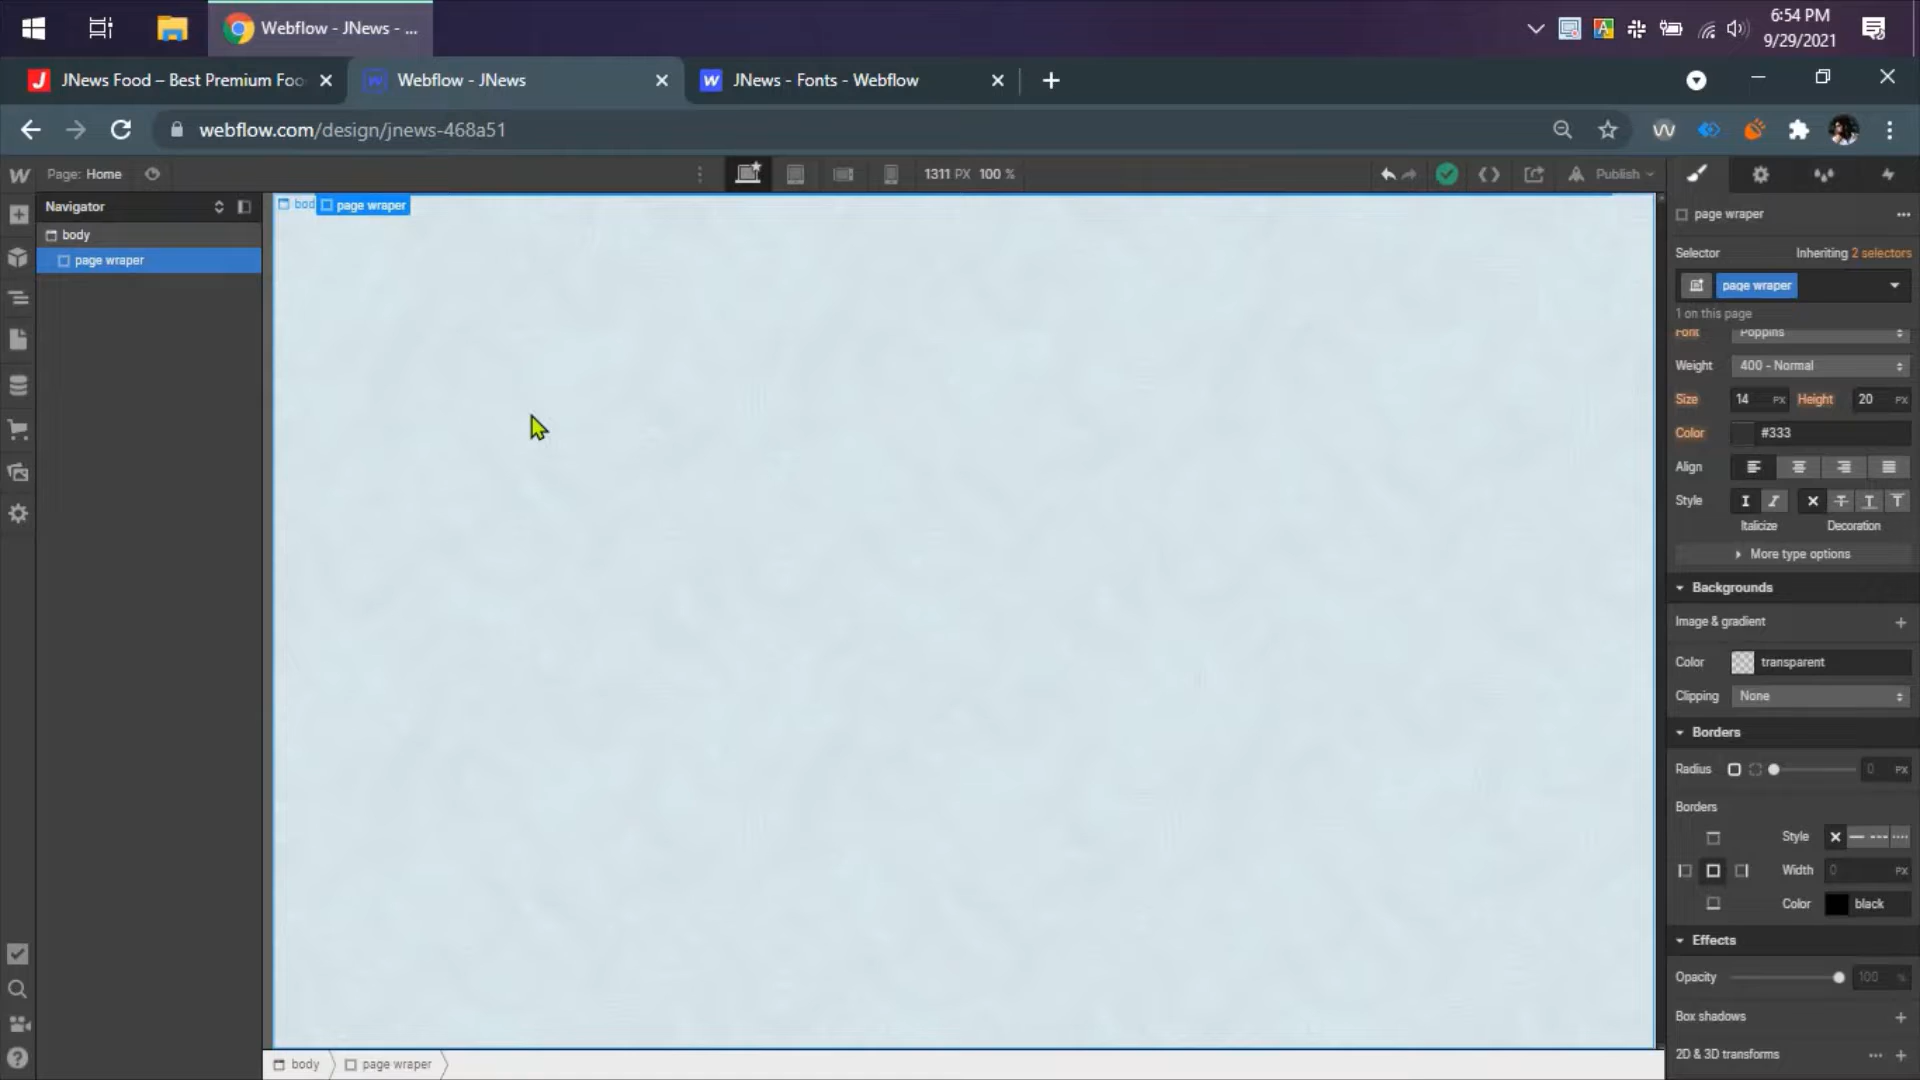 Webflow - JNews - ...
6:54 PM
9/29/2021
JNews Food – Best Premium Foo
Webflow - JNews
JNews - Fonts - Webflow
webflow.com/design/jnews-468a51
Page: Home
1311 PX 100 %
Publish
Navigator
body
page wraper
bod
page wraper
page wraper
Selector
Inheriting 2 selectors
page wraper
1 on this page
Font Poppins
Weight 400 - Normal
Size 14 PX Height 20 PX
Color #333
Align
Style
Italicize Decoration
More type options
Backgrounds
Image & gradient
Color transparent
Clipping None
Borders
Radius 0 PX
Borders
Style
Width 0 PX
Color black
Effects
Opacity 100 %
Box shadows
2D & 3D transforms
body page wraper